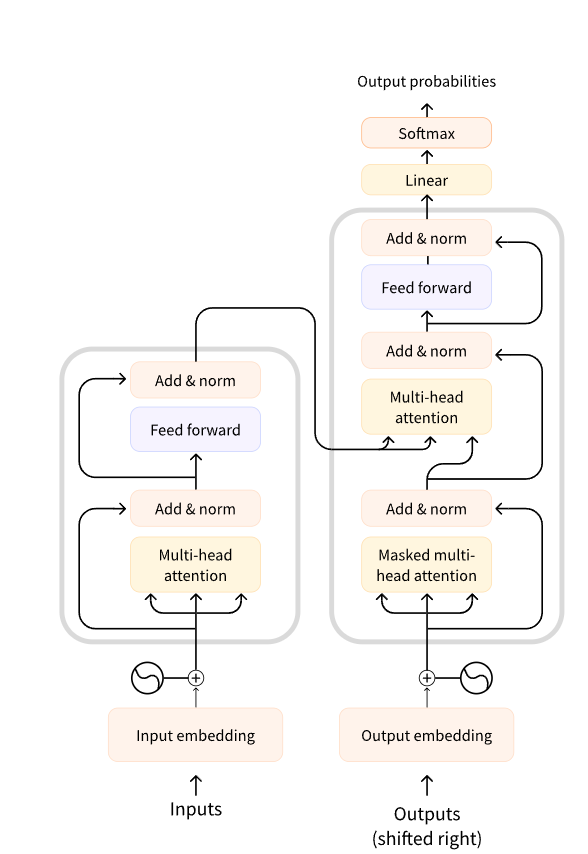 Output probabilities
Softmax
Linear
Add & norm
Feed forward
Add & norm
Multi-head
attention
Add & norm
Masked multi-
head attention
Output embedding
Outputs
(shifted right)
Add & norm
Feed forward
Add & norm
Multi-head
attention
Input embedding
Inputs